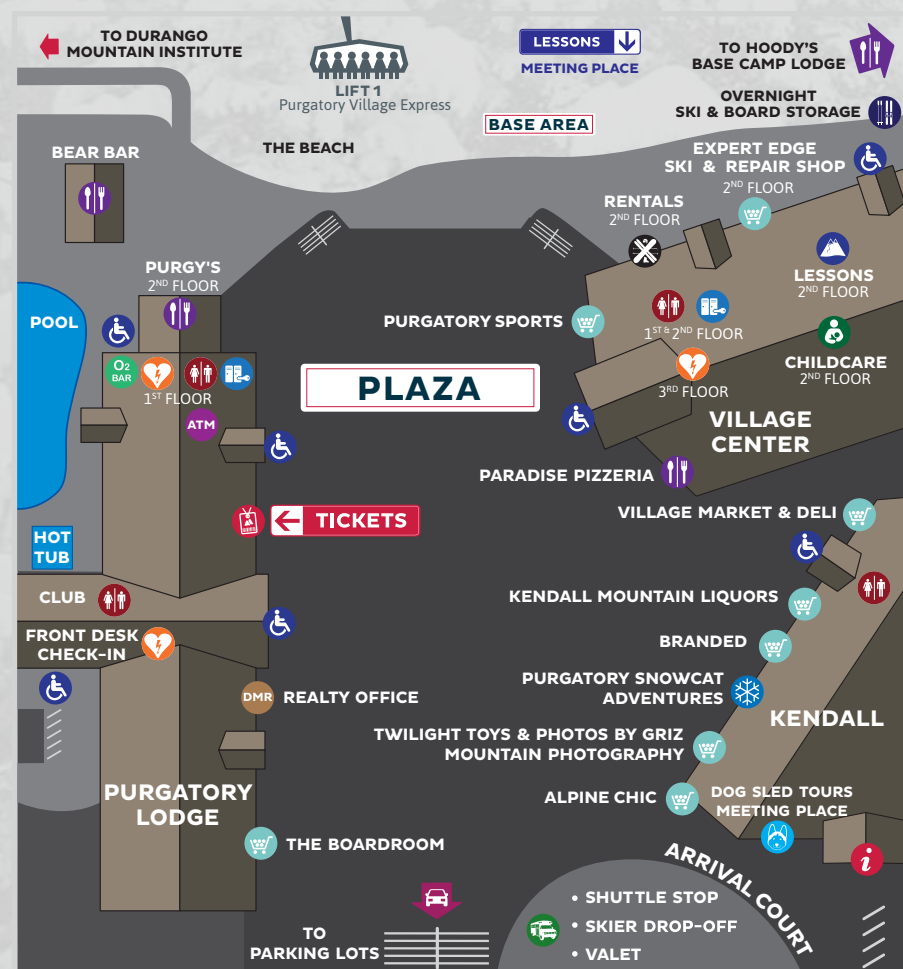 TO DURANGO
MOUNTAIN INSTITUTE
LIFT 1
Purgatory Village Express
LESSONS
MEETING PLACE
TO HOODY'S
BASE CAMP LODGE
OVERNIGHT
SKI & BOARD STORAGE
BASE AREA
THE BEACH
BEAR BAR
EXPERT EDGE
SKI & REPAIR SHOP
2ND FLOOR
RENTALS
2ND FLOOR
PURGY'S
2ND FLOOR
LESSONS
2ND FLOOR
POOL
PURGATORY SPORTS
1ST & 2ND FLOOR
O2
BAR
1ST FLOOR
ATM
PLAZA
3RD FLOOR
CHILDCARE
2ND FLOOR
VILLAGE
CENTER
PARADISE PIZZERIA
TICKETS
VILLAGE MARKET & DELI
HOT
TUB
CLUB
KENDALL MOUNTAIN LIQUORS
FRONT DESK
CHECK-IN
BRANDED
DMR
REALTY OFFICE
PURGATORY SNOWCAT
ADVENTURES
KENDALL
TWILIGHT TOYS & PHOTOS BY GRIZ
MOUNTAIN PHOTOGRAPHY
PURGATORY
LODGE
ALPINE CHIC
DOG SLED TOURS
MEETING PLACE
THE BOARDROOM
i
ARRIVAL COURT
• SHUTTLE STOP
• SKIER DROP-OFF
• VALET
TO
PARKING LOTS